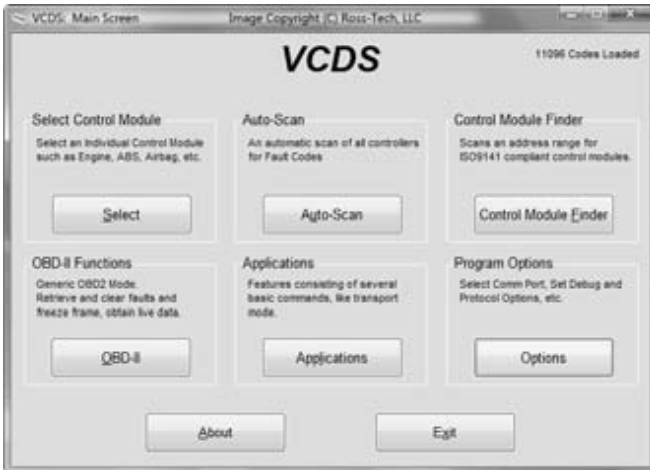 VCDS: Main Screen
Image Copyright (C) Ross-Tech, LLC
VCDS
11096 Codes Loaded
Select Control Module
Select an Individual Control Module
such as Engine, ABS, Airbag, etc.
Select
Auto-Scan
An automatic scan of all controllers
for Fault Codes
Auto-Scan
Control Module Finder
Scans an address range for
ISO9141 compliant control modules.
Control Module Finder
OBD-II Functions
Generic OBD2 Mode.
Retrieve and clear faults and
freeze frame, obtain live data.
OBD-II
Applications
Features consisting of several
basic commands, like transport
mode.
Applications
Program Options
Select Comm Port, Set Debug and
Protocol Options, etc.
Options
About
Exit